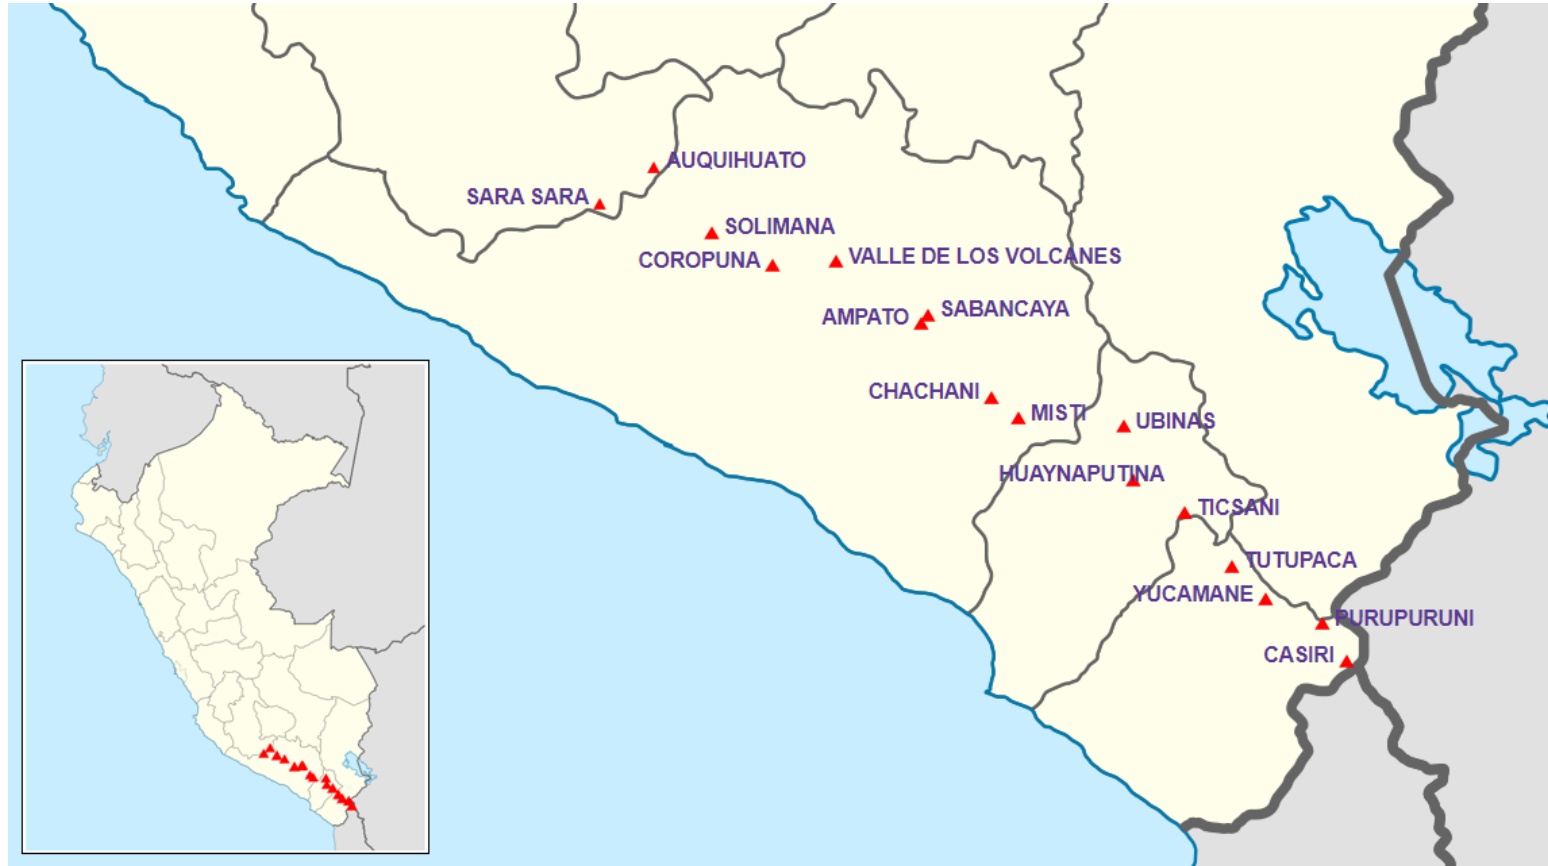 AUQUIHUATO
SARA SARA
SOLIMANA
COROPUNA
VALLE DE LOS VOLCANES
AMPATO
SABANCAYA
CHACHANI
MISTI
UBINAS
HUAYNAPUTINA
TICSANI
TUTUPACA
YUCAMANE
PURUPURUNI
CASIRI